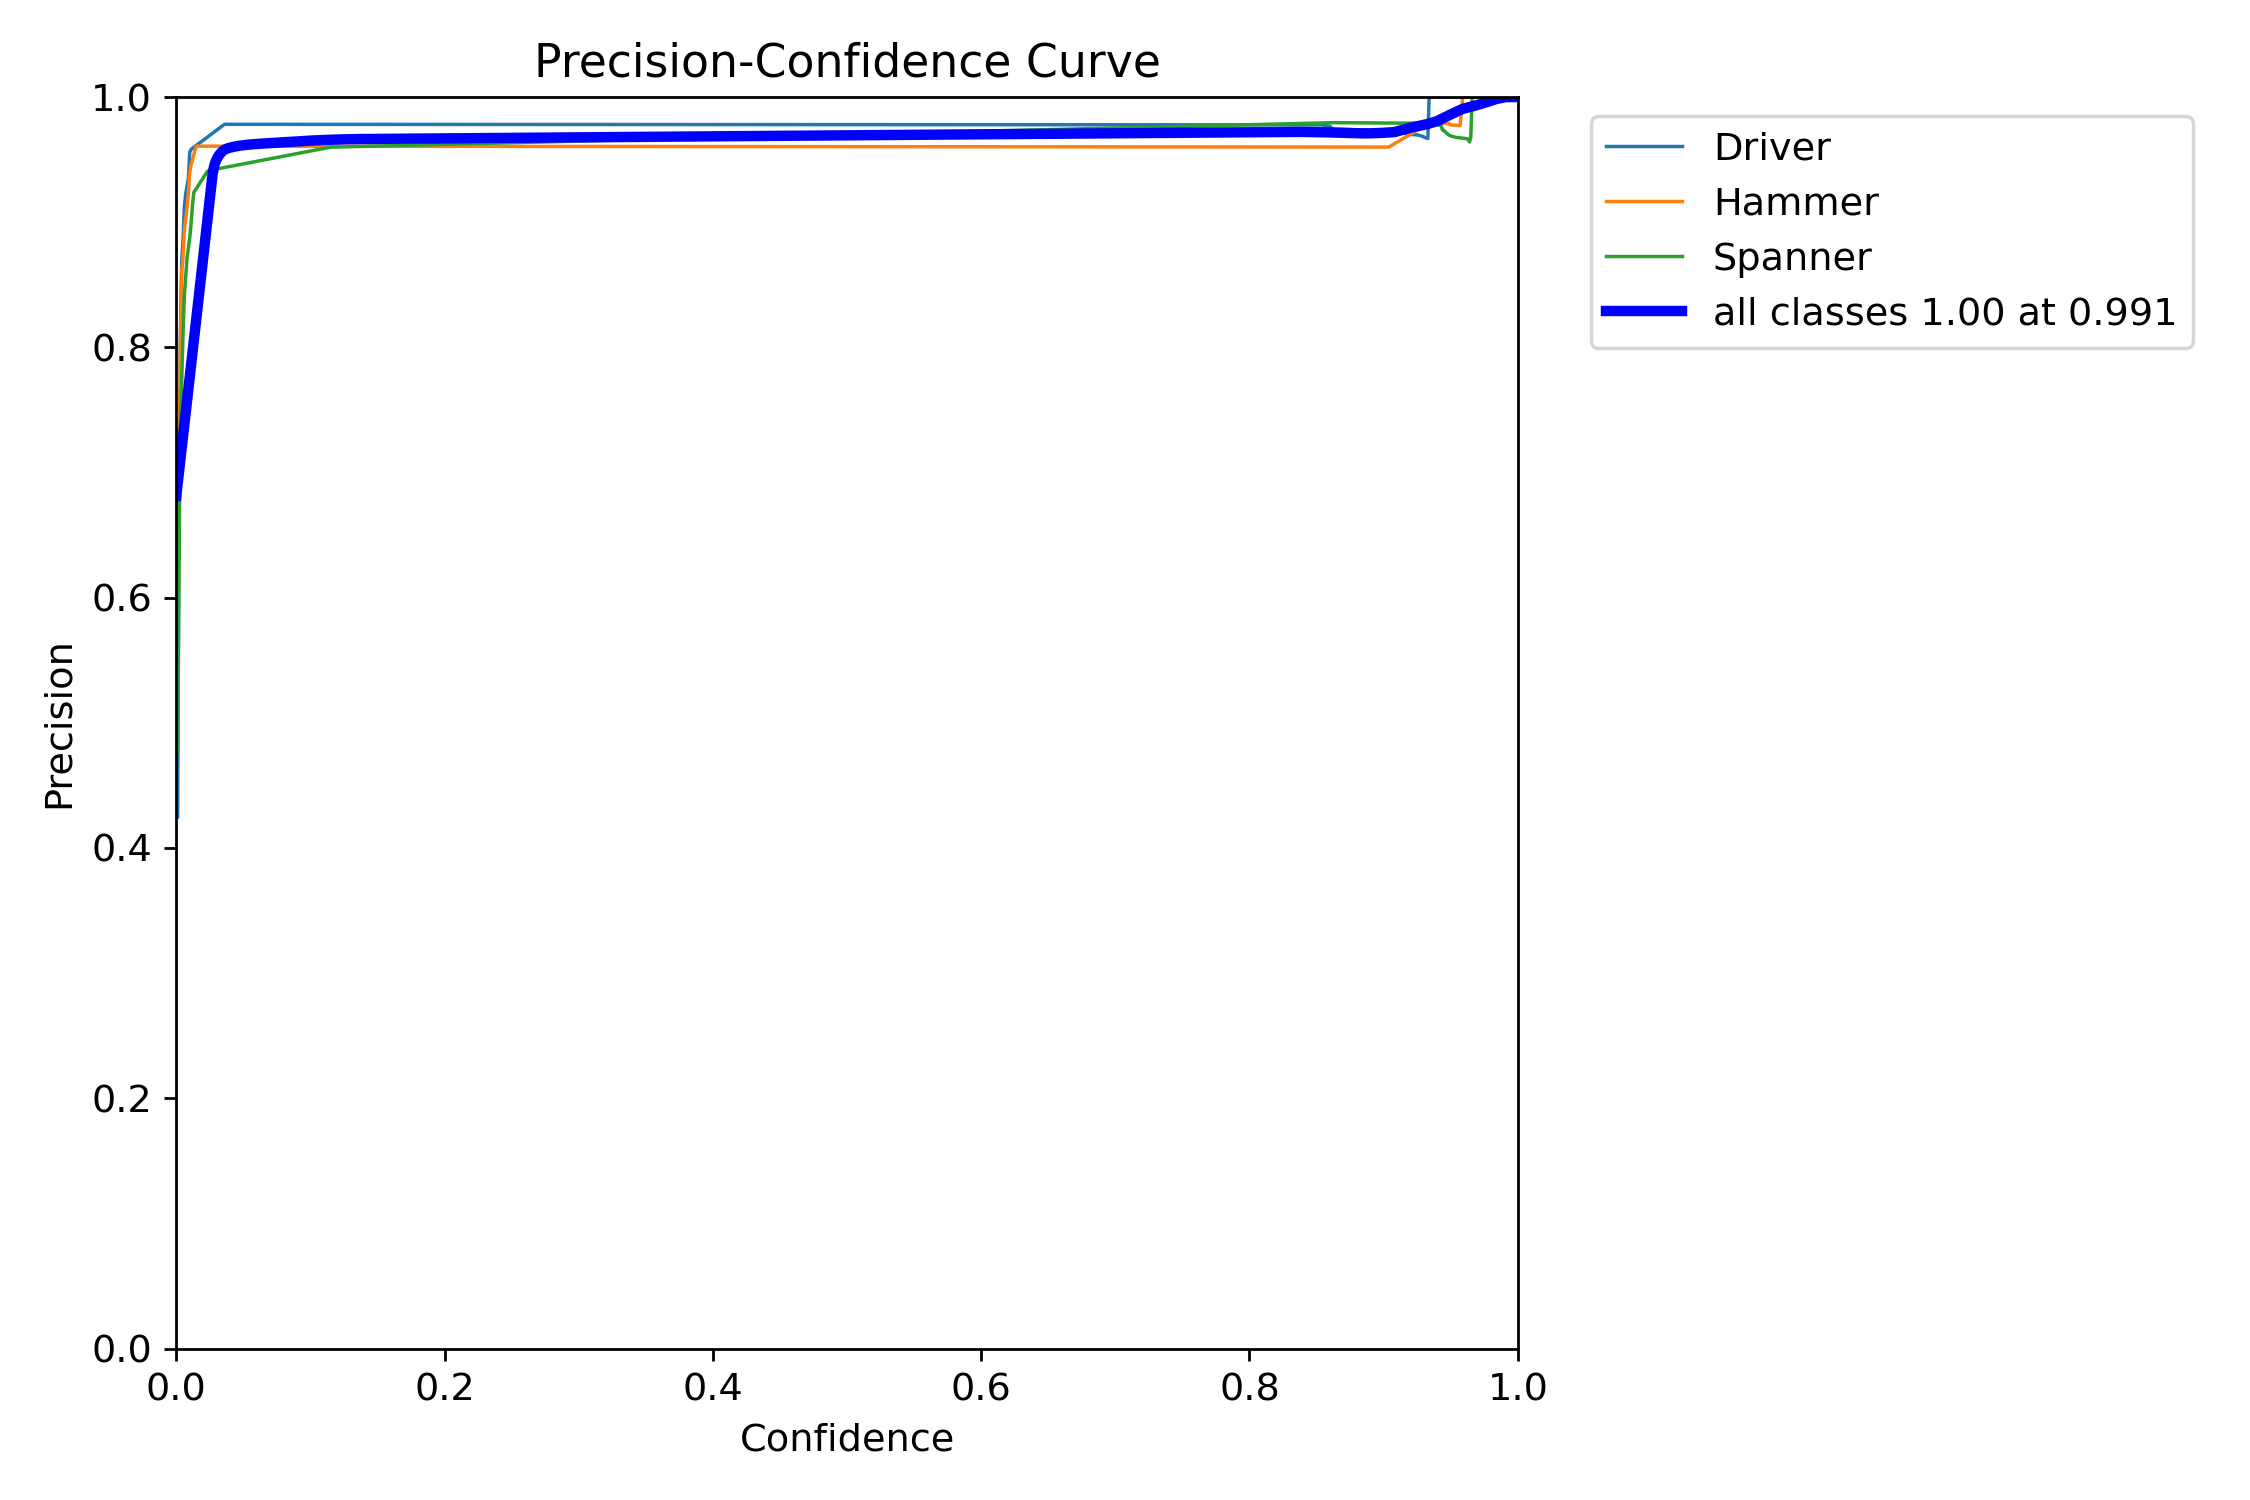 Precision-Confidence Curve
1.0
0.8
0.6
0.4
0.2
0.0
Precision
0.0 0.2 0.4 0.6 0.8 1.0
Confidence
Driver
Hammer
Spanner
all classes 1.00 at 0.991